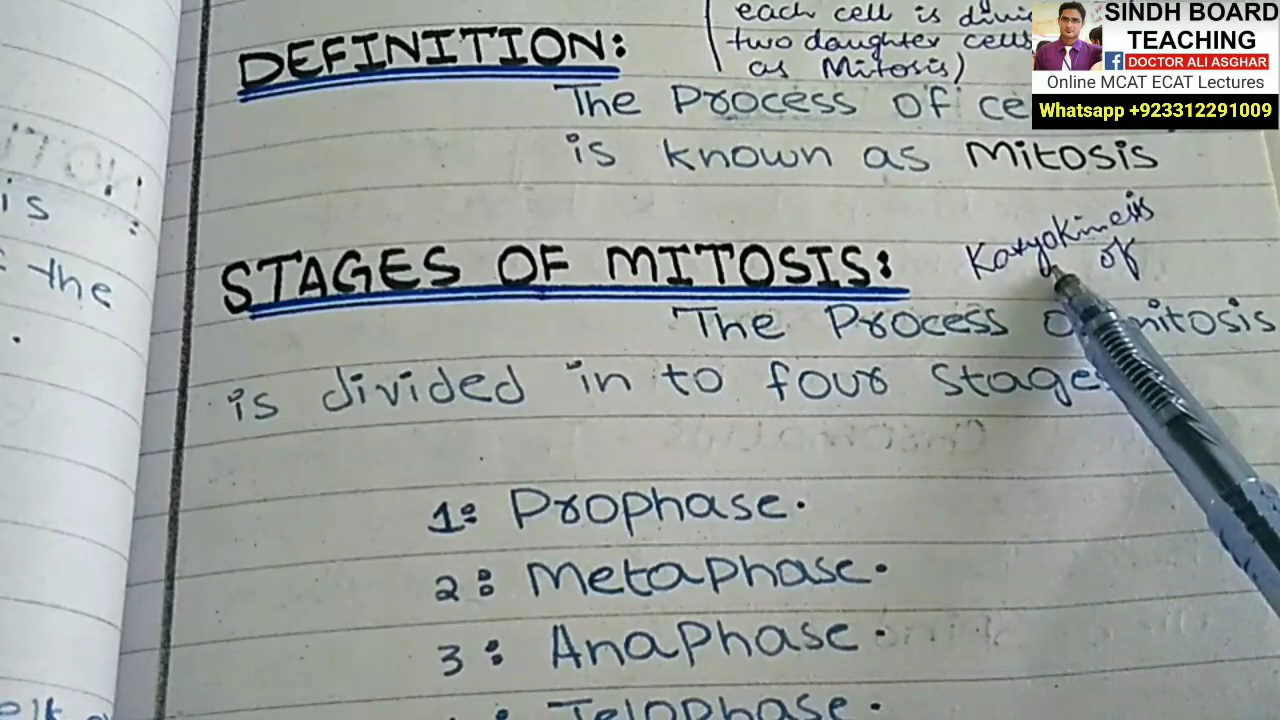 each cell is
two daughter cells
as Mitosis)
DEFINITION:
The Process of ce
is known as Mitosis
Karyokinesis
of
STAGES OF MITOSIS:
The Process of mitosis
is divided in to four Stage
1: Prophase.
2: Metaphase.
3: Anaphase.
Telophase.
is
the
SINDH BOARD
TEACHING
f DOCTOR ALI ASGHAR
Online MCAT ECAT Lectures
Whatsapp +923312291009